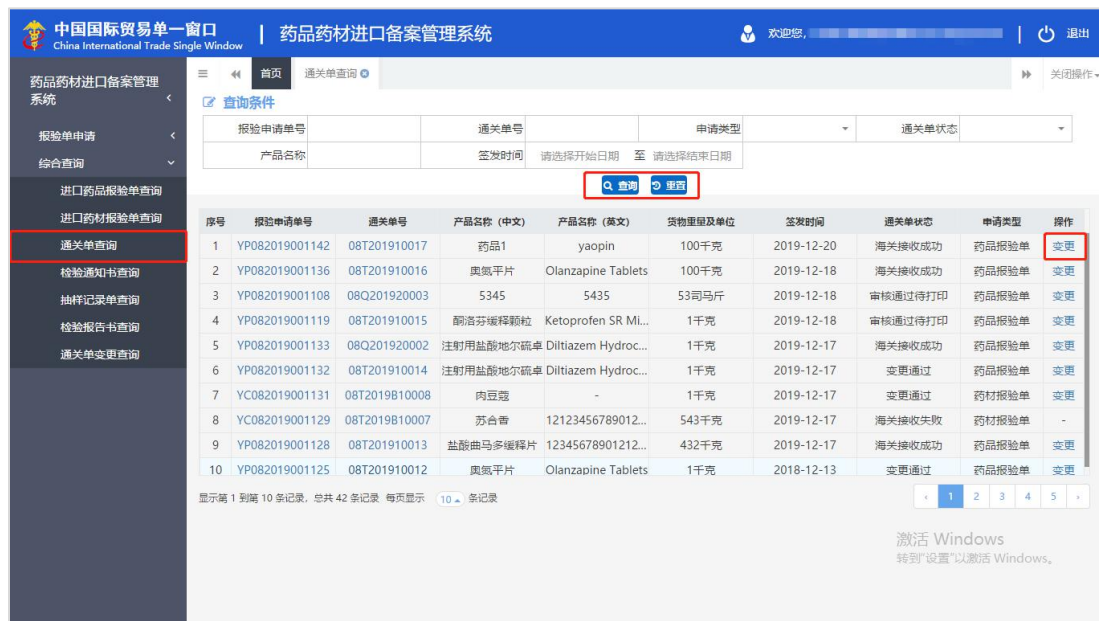 中国国际贸易单一窗口
China International Trade Single Window
药品药材进口备案管理系统
欢迎您,
退出
药品药材进口备案管理系统
报验单申请
综合查询
进口药品报验单查询
进口药材报验单查询
通关单查询
检验通知书查询
抽样记录单查询
检验报告书查询
通关单变更查询
首页 通关单查询 关闭操作
查询条件
报验申请单号 通关单号 申请类型 通关单状态
产品名称 签发时间 请选择开始日期 至 请选择结束日期
查询 重置
序号 报验申请单号 通关单号 产品名称（中文） 产品名称（英文） 货物重量及单位 签发时间 通关单状态 申请类型 操作
1 YP082019001142 08T201910017 药品1 yaopin 100千克 2019-12-20 海关接收成功 药品报验单 变更
2 YP082019001136 08T201910016 奥氮平片 Olanzapine Tablets 100千克 2019-12-18 海关接收成功 药品报验单 变更
3 YP082019001108 08Q201920003 5345 5435 53司马斤 2019-12-18 审核通过待打印 药品报验单 变更
4 YP082019001119 08T201910015 酮洛芬缓释颗粒 Ketoprofen SR Mi... 1千克 2019-12-18 审核通过待打印 药品报验单 变更
5 YP082019001133 08Q201920002 注射用盐酸地尔硫卓 Diltiazem Hydroc... 1千克 2019-12-17 海关接收成功 药品报验单 变更
6 YP082019001132 08T201910014 注射用盐酸地尔硫卓 Diltiazem Hydroc... 1千克 2019-12-17 变更通过 药品报验单 变更
7 YC082019001131 08T2019B10008 肉豆蔻 - 1千克 2019-12-17 变更通过 药材报验单 变更
8 YC082019001129 08T2019B10007 苏合香 12123456789012... 543千克 2019-12-17 海关接收失败 药材报验单 -
9 YP082019001128 08T201910013 盐酸曲马多缓释片 12345678901212... 432千克 2019-12-17 海关接收成功 药品报验单 变更
10 YP082019001125 08T201910012 奥氮平片 Olanzapine Tablets 1千克 2018-12-13 变更通过 药品报验单 变更
显示第 1 到第 10 条记录，总共 42 条记录 每页显示 10 条记录 ‹ 1 2 3 4 5 ›
激活 Windows
转到"设置"以激活 Windows。